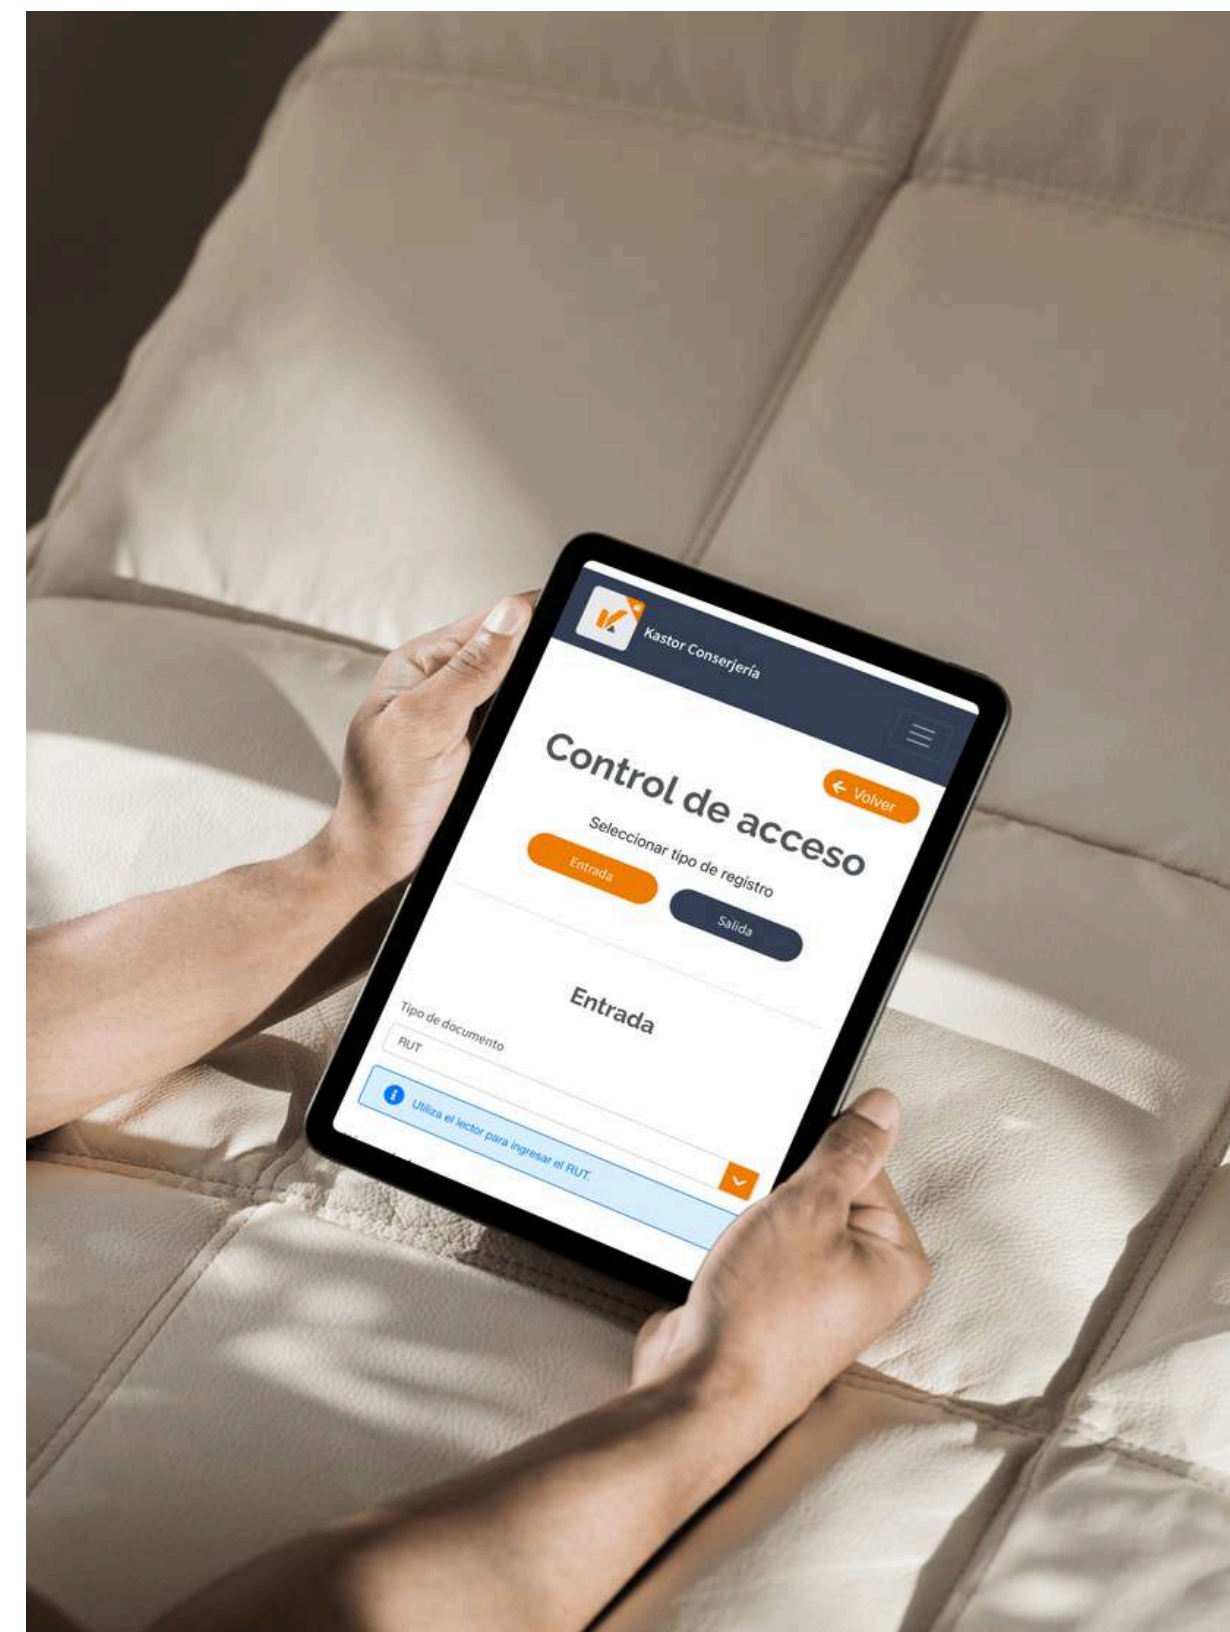 Kastor Conserjería
← Volver
Control de acceso
Seleccionar tipo de registro
Entrada
Salida
Entrada
Tipo de documento
RUT
Utiliza el lector para ingresar el RUT.